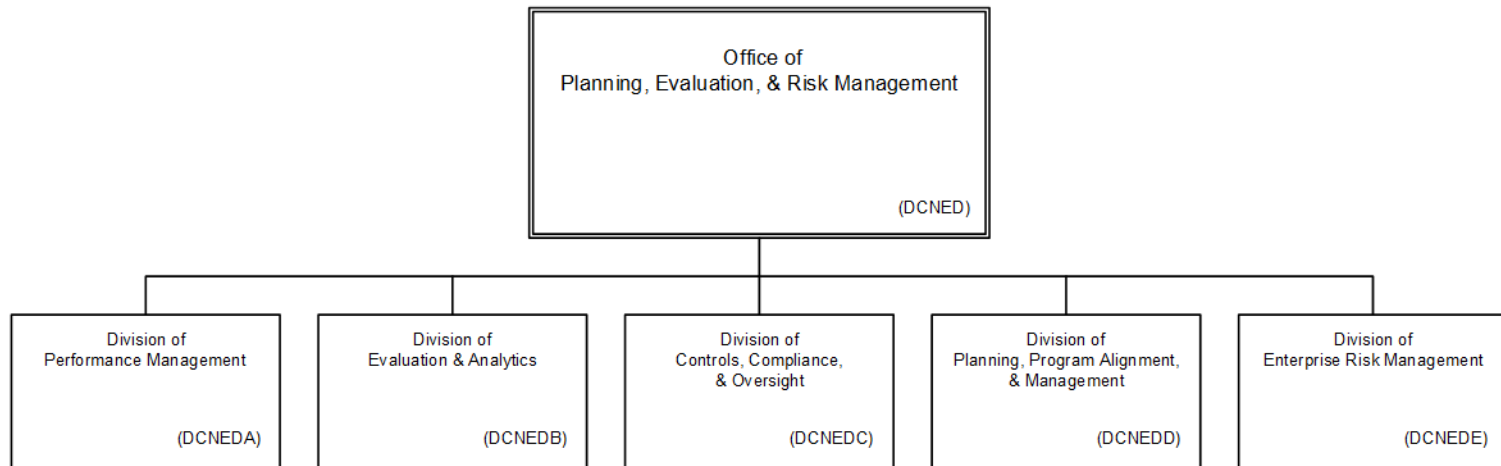 Office of
Planning, Evaluation, & Risk Management
(DCNED)
Division of
Performance Management
(DCNEDA)
Division of
Evaluation & Analytics
(DCNEDB)
Division of
Controls, Compliance,
& Oversight
(DCNEDC)
Division of
Planning, Program Alignment,
& Management
(DCNEDD)
Division of
Enterprise Risk Management
(DCNEDE)